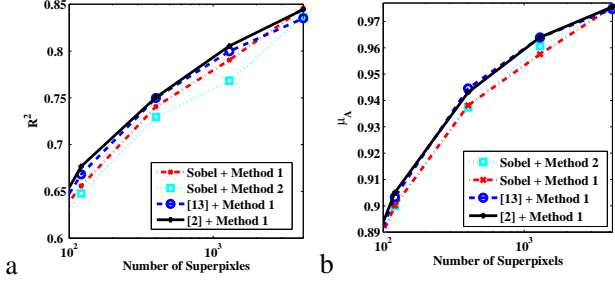 0.85
0.8
0.75
0.7
0.65
0.6
R²
10² 10³
Number of Superpixles
Sobel + Method 1
Sobel + Method 2
[13] + Method 1
[2] + Method 1
a
0.97
0.96
0.95
0.94
0.93
0.92
0.91
0.9
0.89
μ_A
10² 10³
Number of Superpixels
Sobel + Method 2
Sobel + Method 1
[13] + Method 1
[2] + Method 1
b